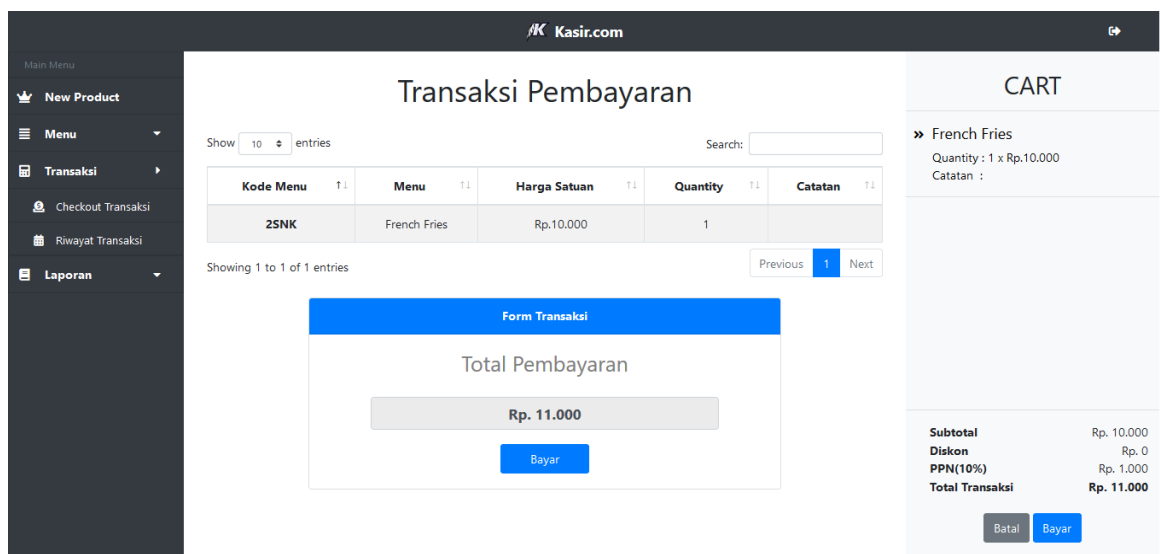 Kasir.com
Main Menu
New Product
Menu
Transaksi
Checkout Transaksi
Riwayat Transaksi
Laporan
Transaksi Pembayaran
Show 10 entries
Search:
Kode Menu Menu Harga Satuan Quantity Catatan
2SNK French Fries Rp.10.000 1
Showing 1 to 1 of 1 entries
Previous 1 Next
Form Transaksi
Total Pembayaran
Rp. 11.000
Bayar
CART
» French Fries
Quantity : 1 x Rp.10.000
Catatan :
Subtotal Rp. 10.000
Diskon Rp. 0
PPN(10%) Rp. 1.000
Total Transaksi Rp. 11.000
Batal Bayar